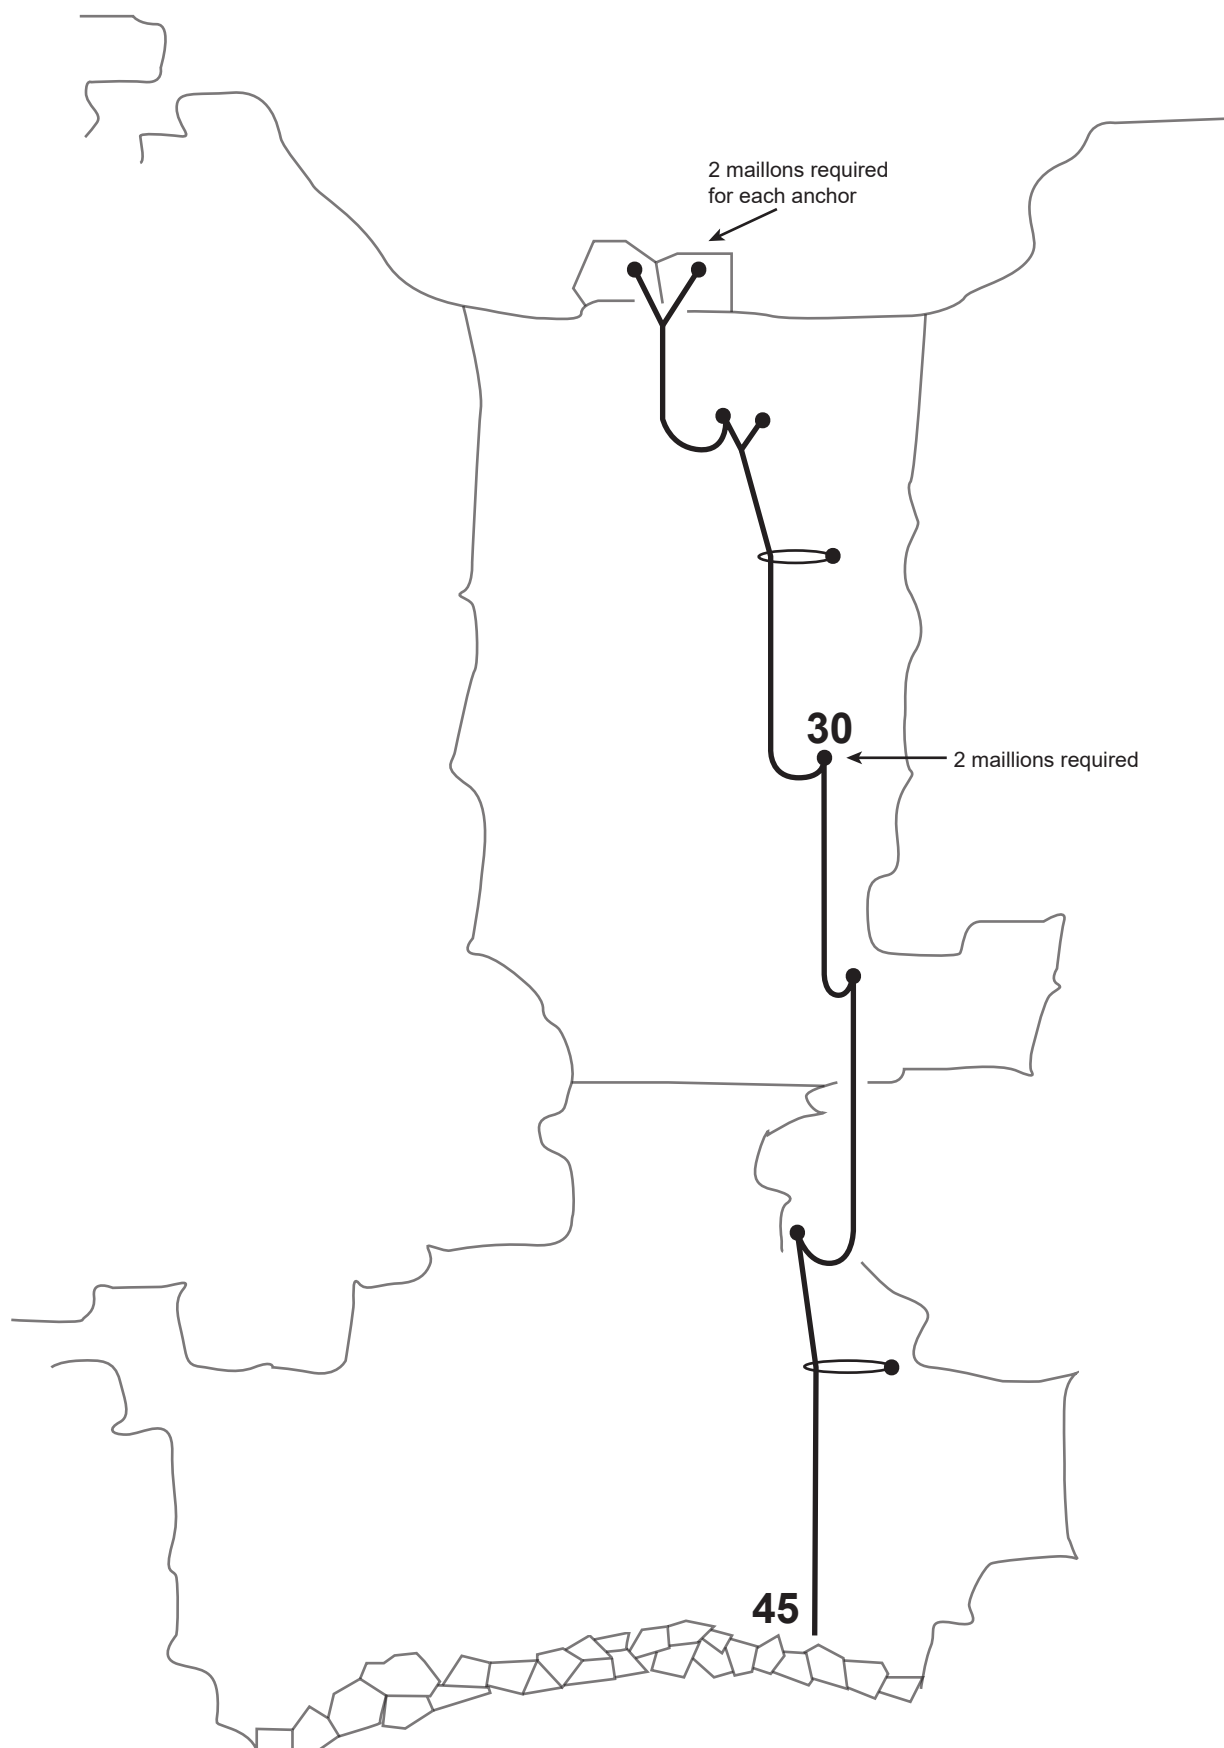 2 maillons required
for each anchor
30
2 maillions required
45